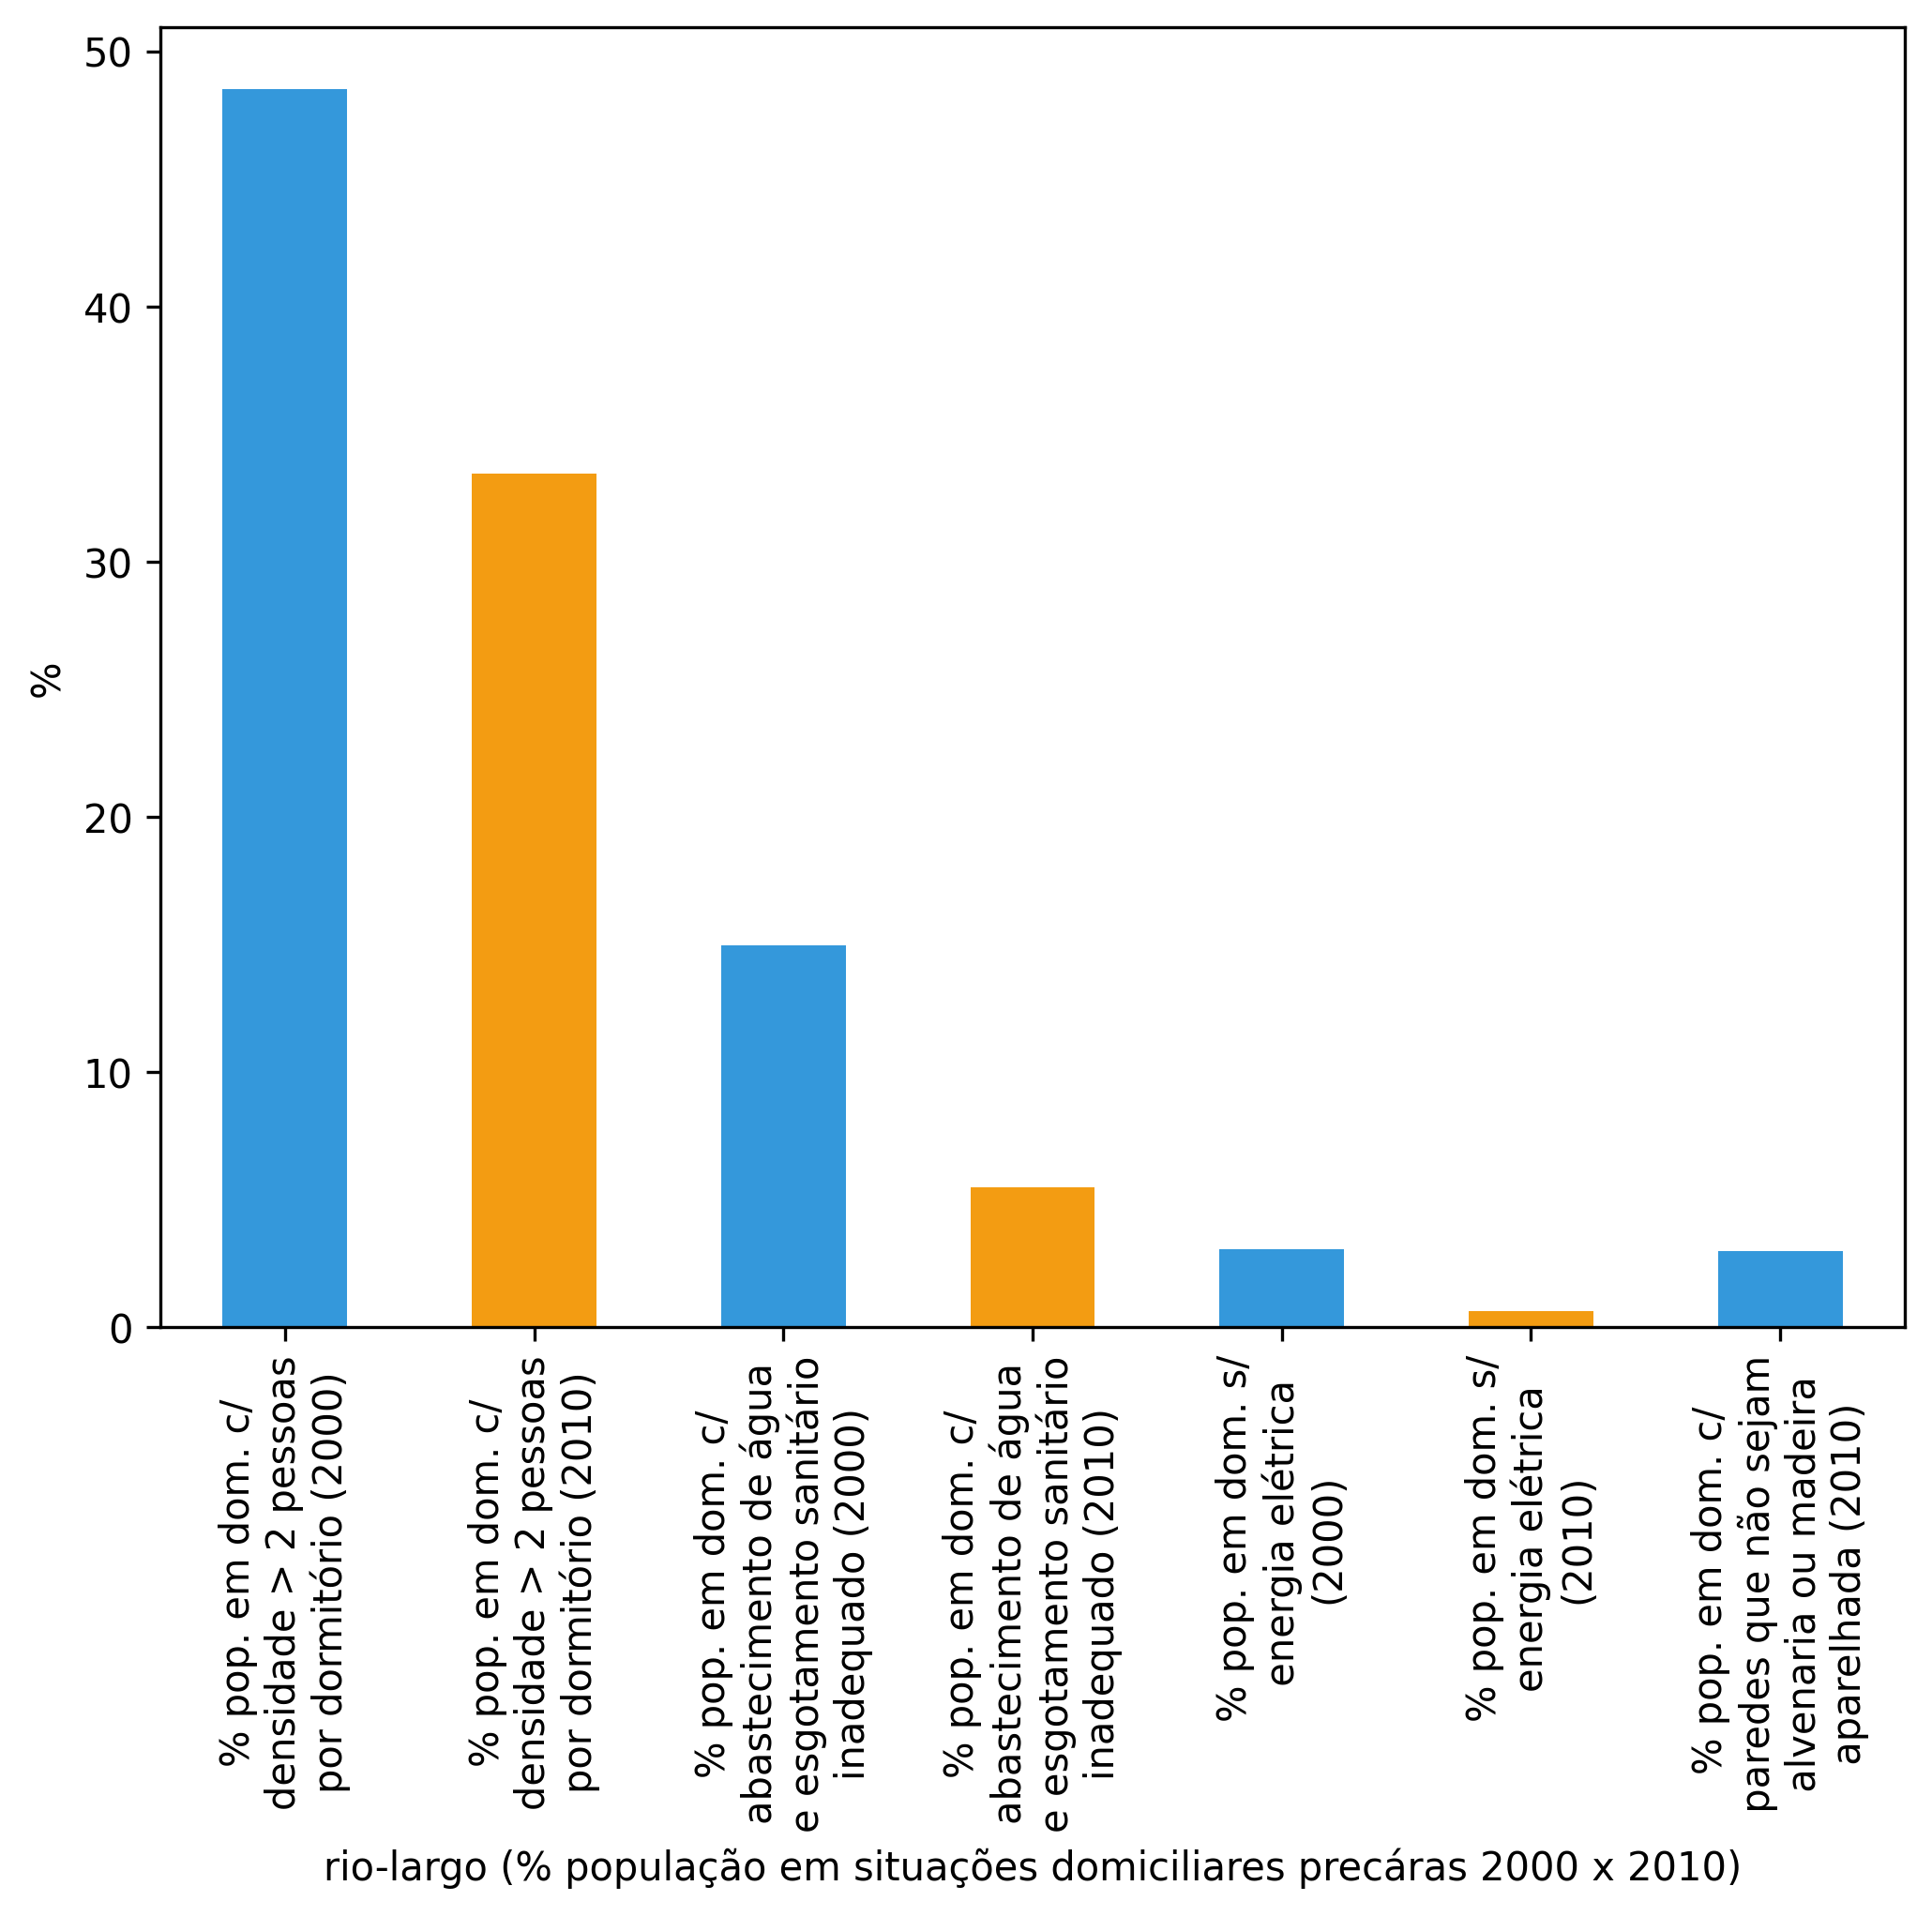 50
40
30
20
10
0
%
% pop. em dom. c/
densidade > 2 pessoas
por dormitório (2000)
% pop. em dom. c/
densidade > 2 pessoas
por dormitório (2010)
% pop. em dom. c/
abastecimento de água
e esgotamento sanitário
inadequado (2000)
% pop. em dom. c/
abastecimento de água
e esgotamento sanitário
inadequado (2010)
% pop. em dom. s/
energia elétrica
(2000)
% pop. em dom. s/
energia elétrica
(2010)
% pop. em dom. c/
paredes que não sejam
alvenaria ou madeira
aparelhada (2010)
rio-largo (% população em situações domiciliares precáras 2000 x 2010)